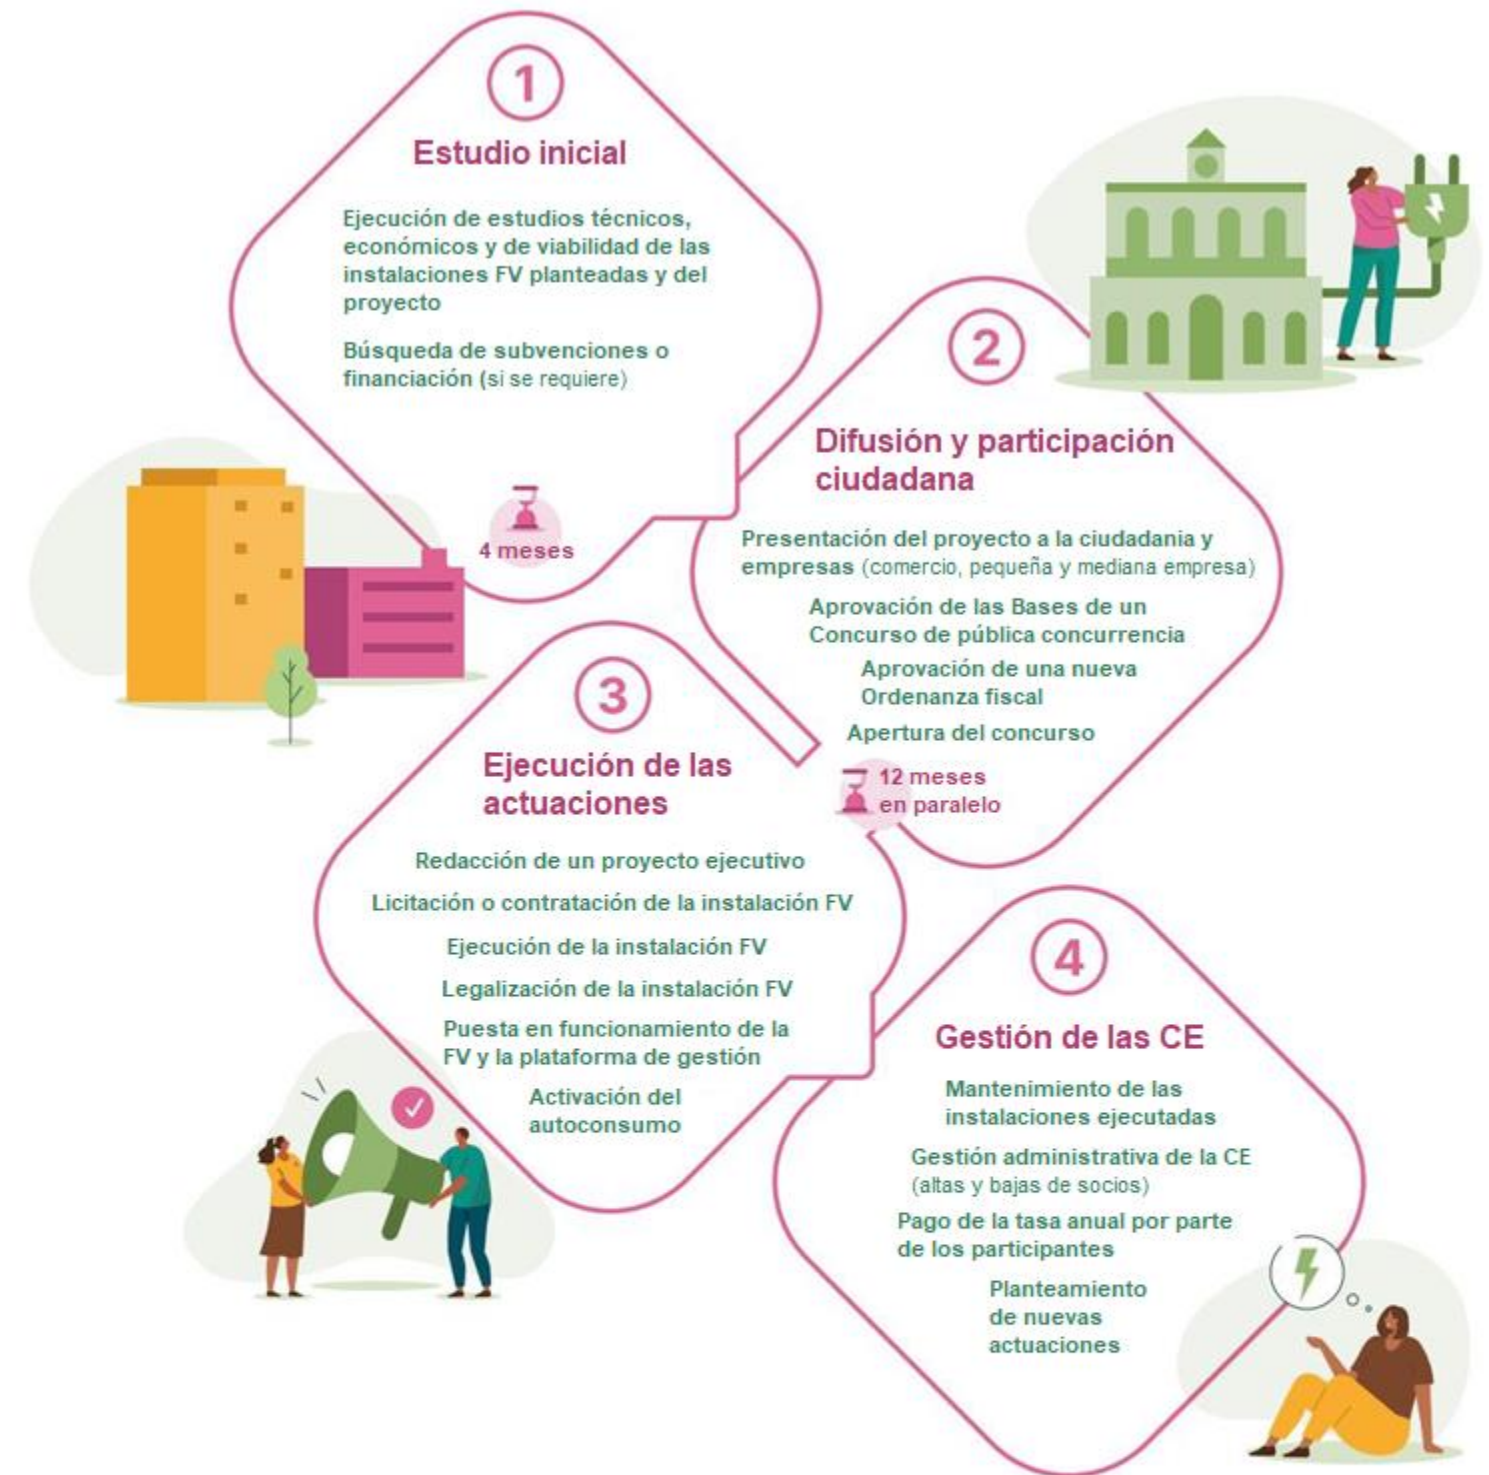 1
Estudio inicial
Ejecución de estudios técnicos,
económicos y de viabilidad de las
instalaciones FV planteadas y del
proyecto
Búsqueda de subvenciones o
financiación (si se requiere)
4 meses
2
Difusión y participación
ciudadana
Presentación del proyecto a la ciudadania y
empresas (comercio, pequeña y mediana empresa)
Aprovación de las Bases de un
Concurso de pública concurrencia
Aprovación de una nueva
Ordenanza fiscal
Apertura del concurso
12 meses
en paralelo
3
Ejecución de las
actuaciones
Redacción de un proyecto ejecutivo
Licitación o contratación de la instalación FV
Ejecución de la instalación FV
Legalización de la instalación FV
Puesta en funcionamiento de la
FV y la plataforma de gestión
Activación del
autoconsumo
4
Gestión de las CE
Mantenimiento de las
instalaciones ejecutadas
Gestión administrativa de la CE
(altas y bajas de socios)
Pago de la tasa anual por parte
de los participantes
Planteamiento
de nuevas
actuaciones